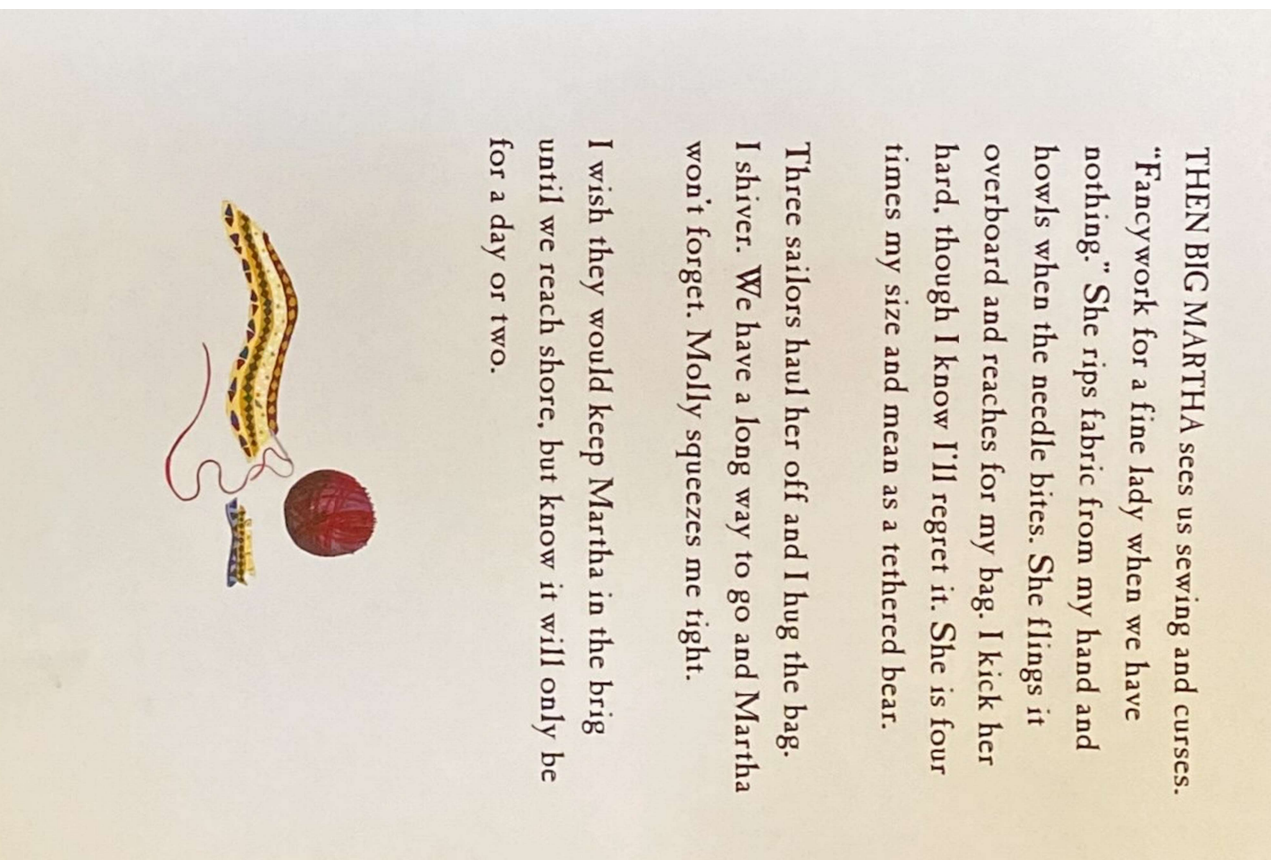 THEN BIG MARTHA sees us sewing and curses.
“Fancywork for a fine lady when we have
nothing.” She rips fabric from my hand and
howls when the needle bites. She flings it
overboard and reaches for my bag. I kick her
hard, though I know I'll regret it. She is four
times my size and mean as a tethered bear.
Three sailors haul her off and I hug the bag.
I shiver. We have a long way to go and Martha
won't forget. Molly squeezes me tight.
I wish they would keep Martha in the brig
until we reach shore, but know it will only be
for a day or two.